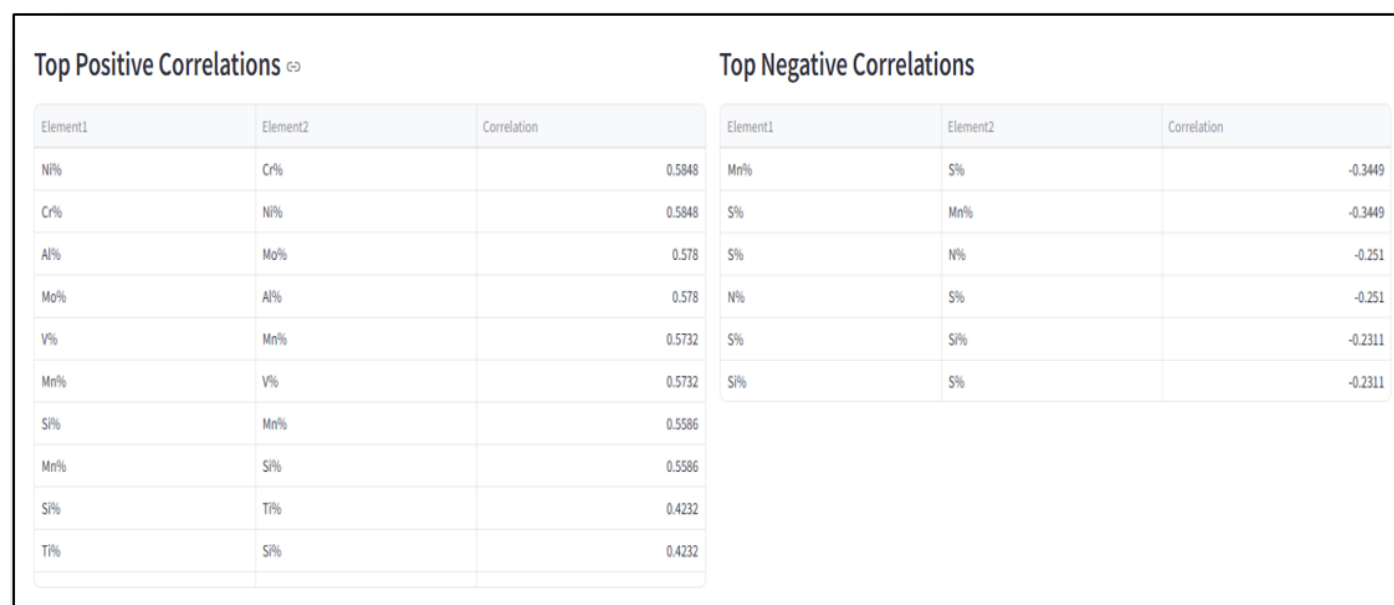 Top Positive Correlations
Element1 Element2 Correlation
Ni% Cr% 0.5848
Cr% Ni% 0.5848
Al% Mo% 0.578
Mo% Al% 0.578
V% Mn% 0.5732
Mn% V% 0.5732
Si% Mn% 0.5586
Mn% Si% 0.5586
Si% Ti% 0.4232
Ti% Si% 0.4232
Top Negative Correlations
Element1 Element2 Correlation
Mn% S% -0.3449
S% Mn% -0.3449
S% N% -0.251
N% S% -0.251
S% Si% -0.2311
Si% S% -0.2311